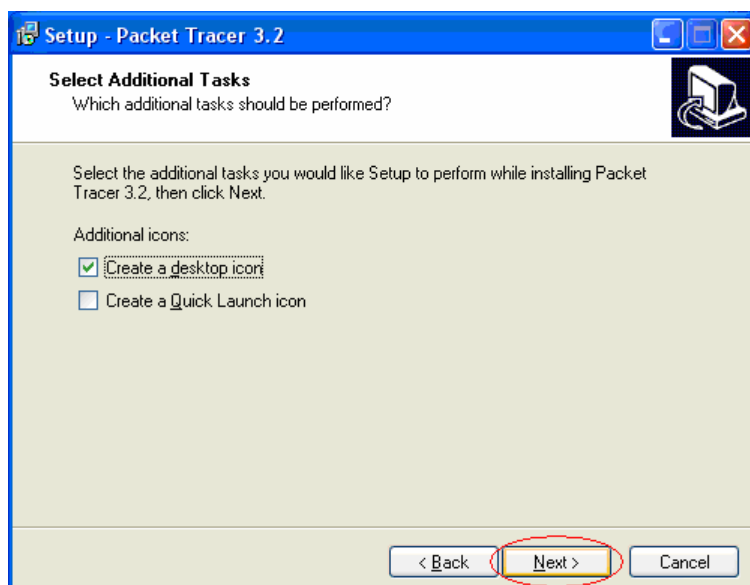 Setup - Packet Tracer 3.2
Select Additional Tasks
Which additional tasks should be performed?
Select the additional tasks you would like Setup to perform while installing Packet
Tracer 3.2, then click Next.
Additional icons:
Create a desktop icon
Create a Quick Launch icon
< Back Next > Cancel